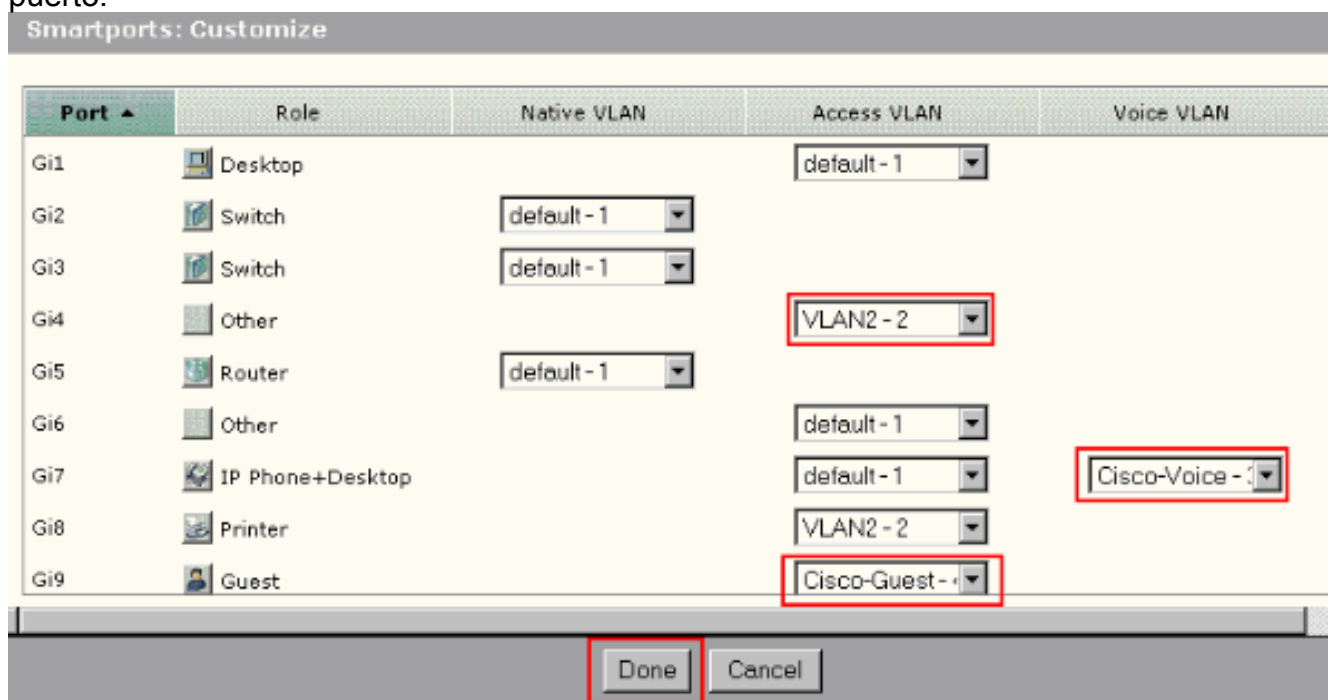 puerto.
Smartports: Customize
Port Role Native VLAN Access VLAN Voice VLAN
Gi1 Desktop default - 1
Gi2 Switch default - 1
Gi3 Switch default - 1
Gi4 Other VLAN2 - 2
Gi5 Router default - 1
Gi6 Other default - 1
Gi7 IP Phone+Desktop default - 1 Cisco-Voice -
Gi8 Printer VLAN2 - 2
Gi9 Guest Cisco-Guest -
Done Cancel